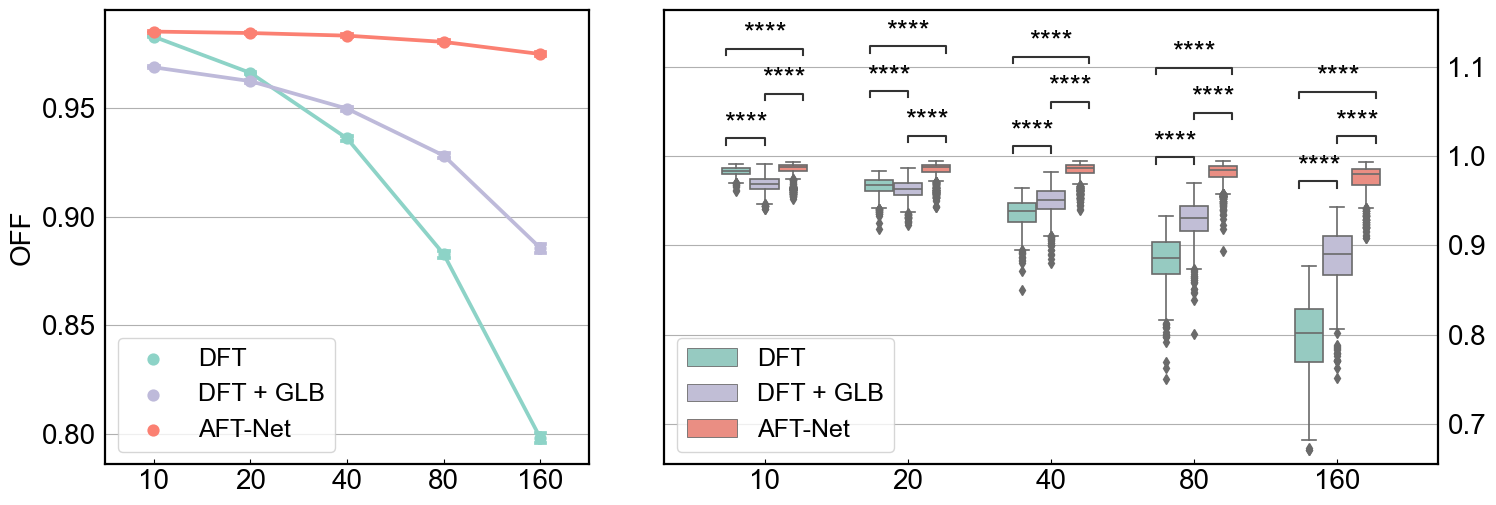 OFF
0.95
0.90
0.85
0.80
DFT
DFT + GLB
AFT-Net
10 20 40 80 160
**** **** **** **** ****
**** **** **** **** ****
**** **** **** **** ****
1.1
1.0
0.9
0.8
0.7
DFT
DFT + GLB
AFT-Net
10 20 40 80 160